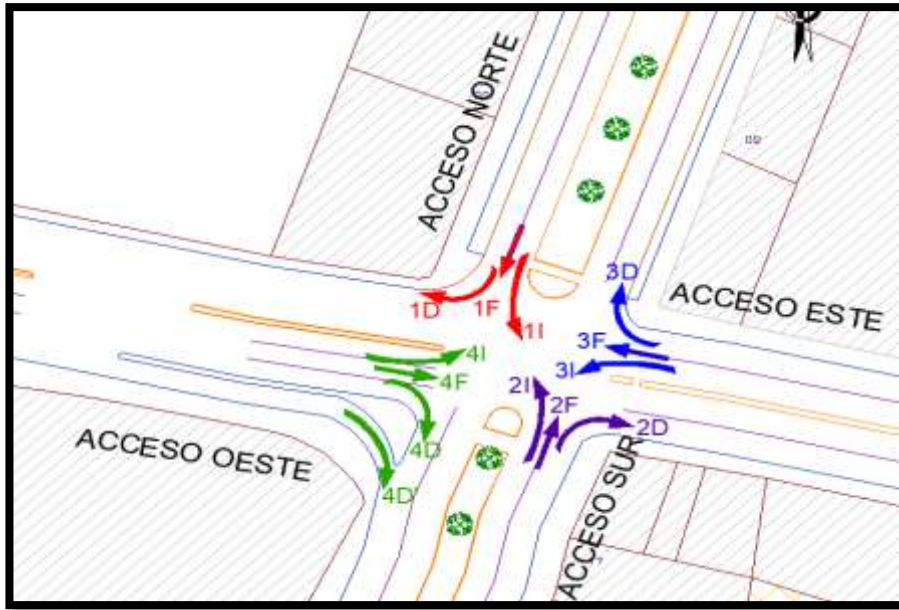 ACCESO NORTE
3D
ACCESO ESTE
1D
1F
1I
3F
3I
4I
4F
2I
2F
2D
4D
4D'
ACCESO OESTE
ACCESO SUR